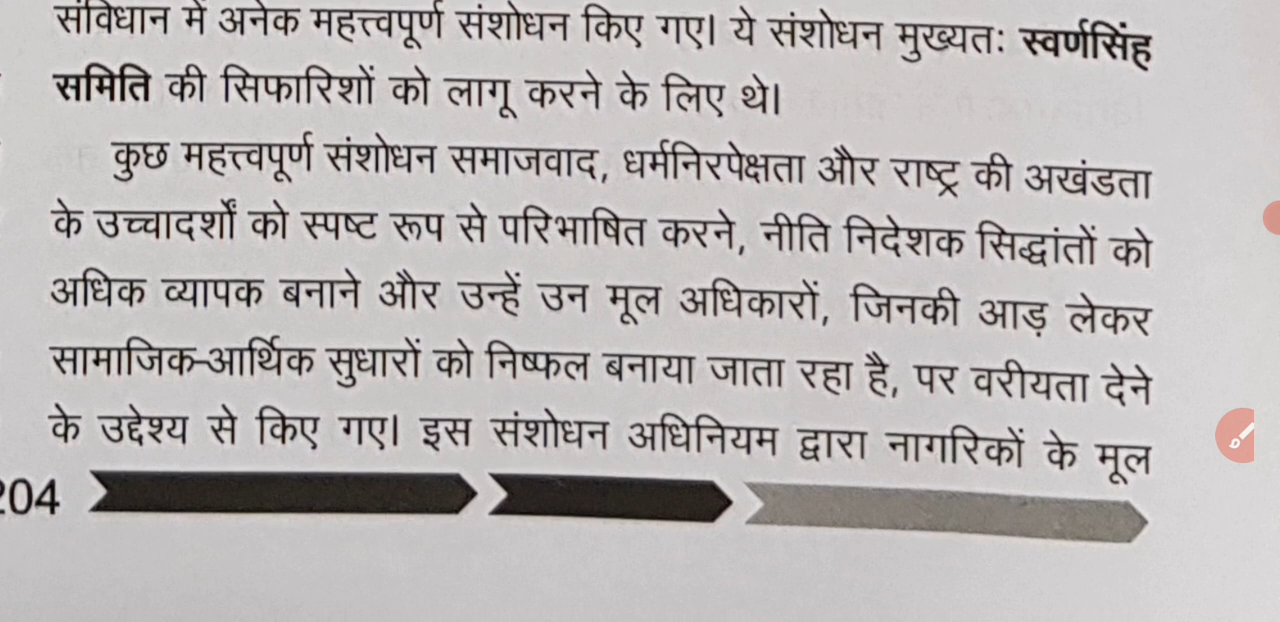 संविधान में अनेक महत्त्वपूर्ण संशोधन किए गए। ये संशोधन मुख्यतः स्वर्णसिंह
समिति की सिफारिशों को लागू करने के लिए थे।
कुछ महत्त्वपूर्ण संशोधन समाजवाद, धर्मनिरपेक्षता और राष्ट्र की अखंडता
के उच्चादर्शों को स्पष्ट रूप से परिभाषित करने, नीति निदेशक सिद्धांतों को
अधिक व्यापक बनाने और उन्हें उन मूल अधिकारों, जिनकी आड़ लेकर
सामाजिक-आर्थिक सुधारों को निष्फल बनाया जाता रहा है, पर वरीयता देने
के उद्देश्य से किए गए। इस संशोधन अधिनियम द्वारा नागरिकों के मूल
204